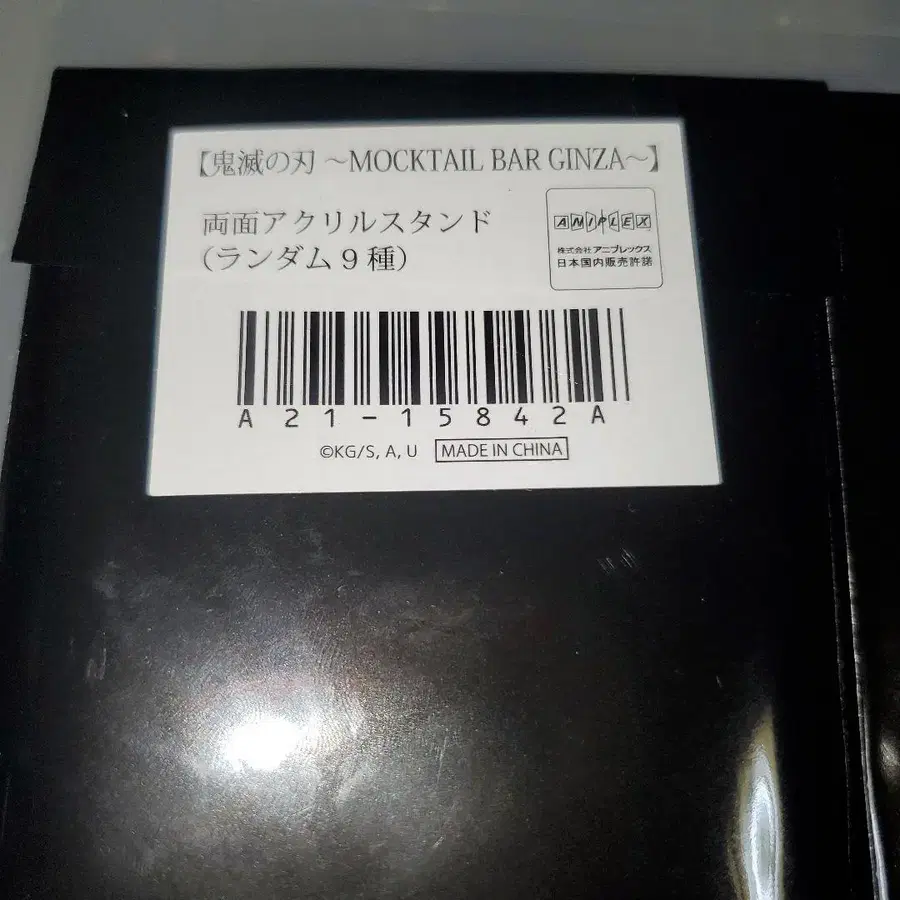 【鬼滅の刃 ～MOCKTAIL BAR GINZA～】
両面アクリルスタンド
（ランダム9種）
ANIPLEX
株式会社 アニプレックス
日本国内販売許諾
A21-15842A
©KG/S, A, U MADE IN CHINA